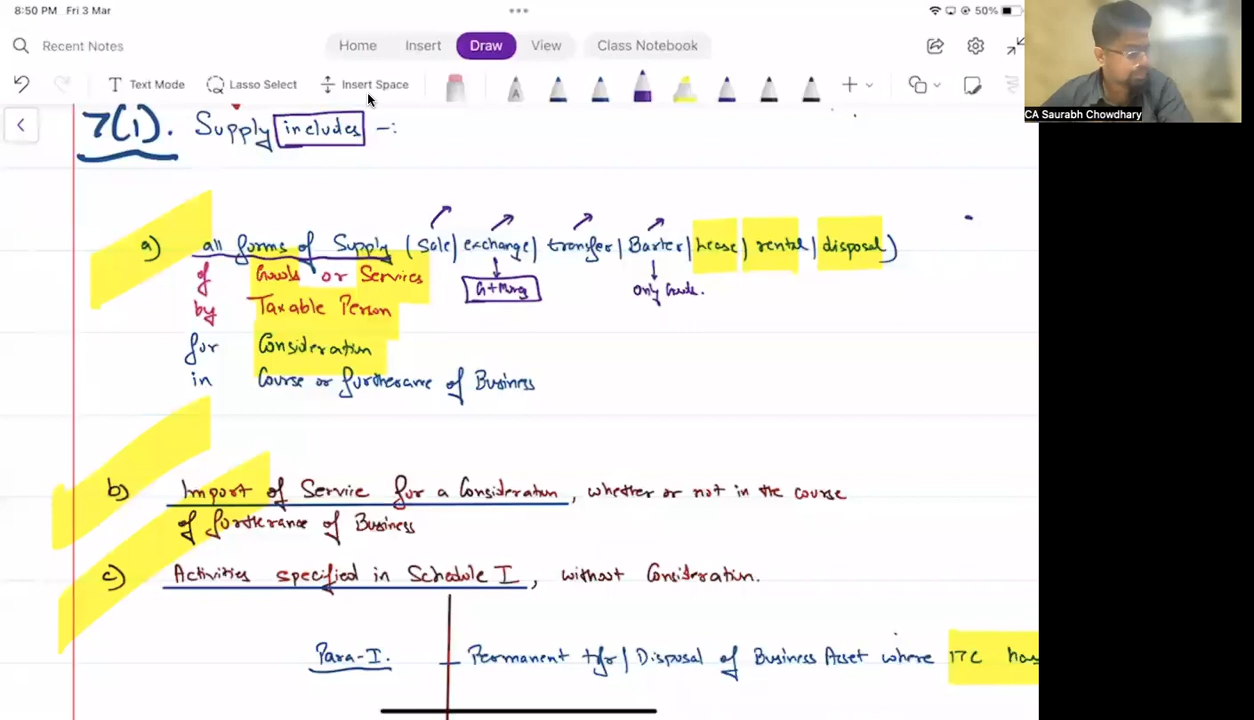 8:50 PM Fri 3 Mar
50%
Recent Notes
Home Insert Draw View Class Notebook
Text Mode Lasso Select Insert Space
CA Saurabh Chowdhary
7(1). Supply includes -:
a) all forms of Supply (Sale/ exchange/ transfer/ Barter/ Lease/ rental/ disposal)
of Goods or Services
G + Money
only Goods.
by Taxable Person
for Consideration
in Course or furtherance of Business
b) Import of Service for a Consideration, whether or not in the course
of furtherance of Business
c) Activities specified in Schedule I, without Consideration.
Para-I. Permanent tfr/ Disposal of Business Asset where ITC has